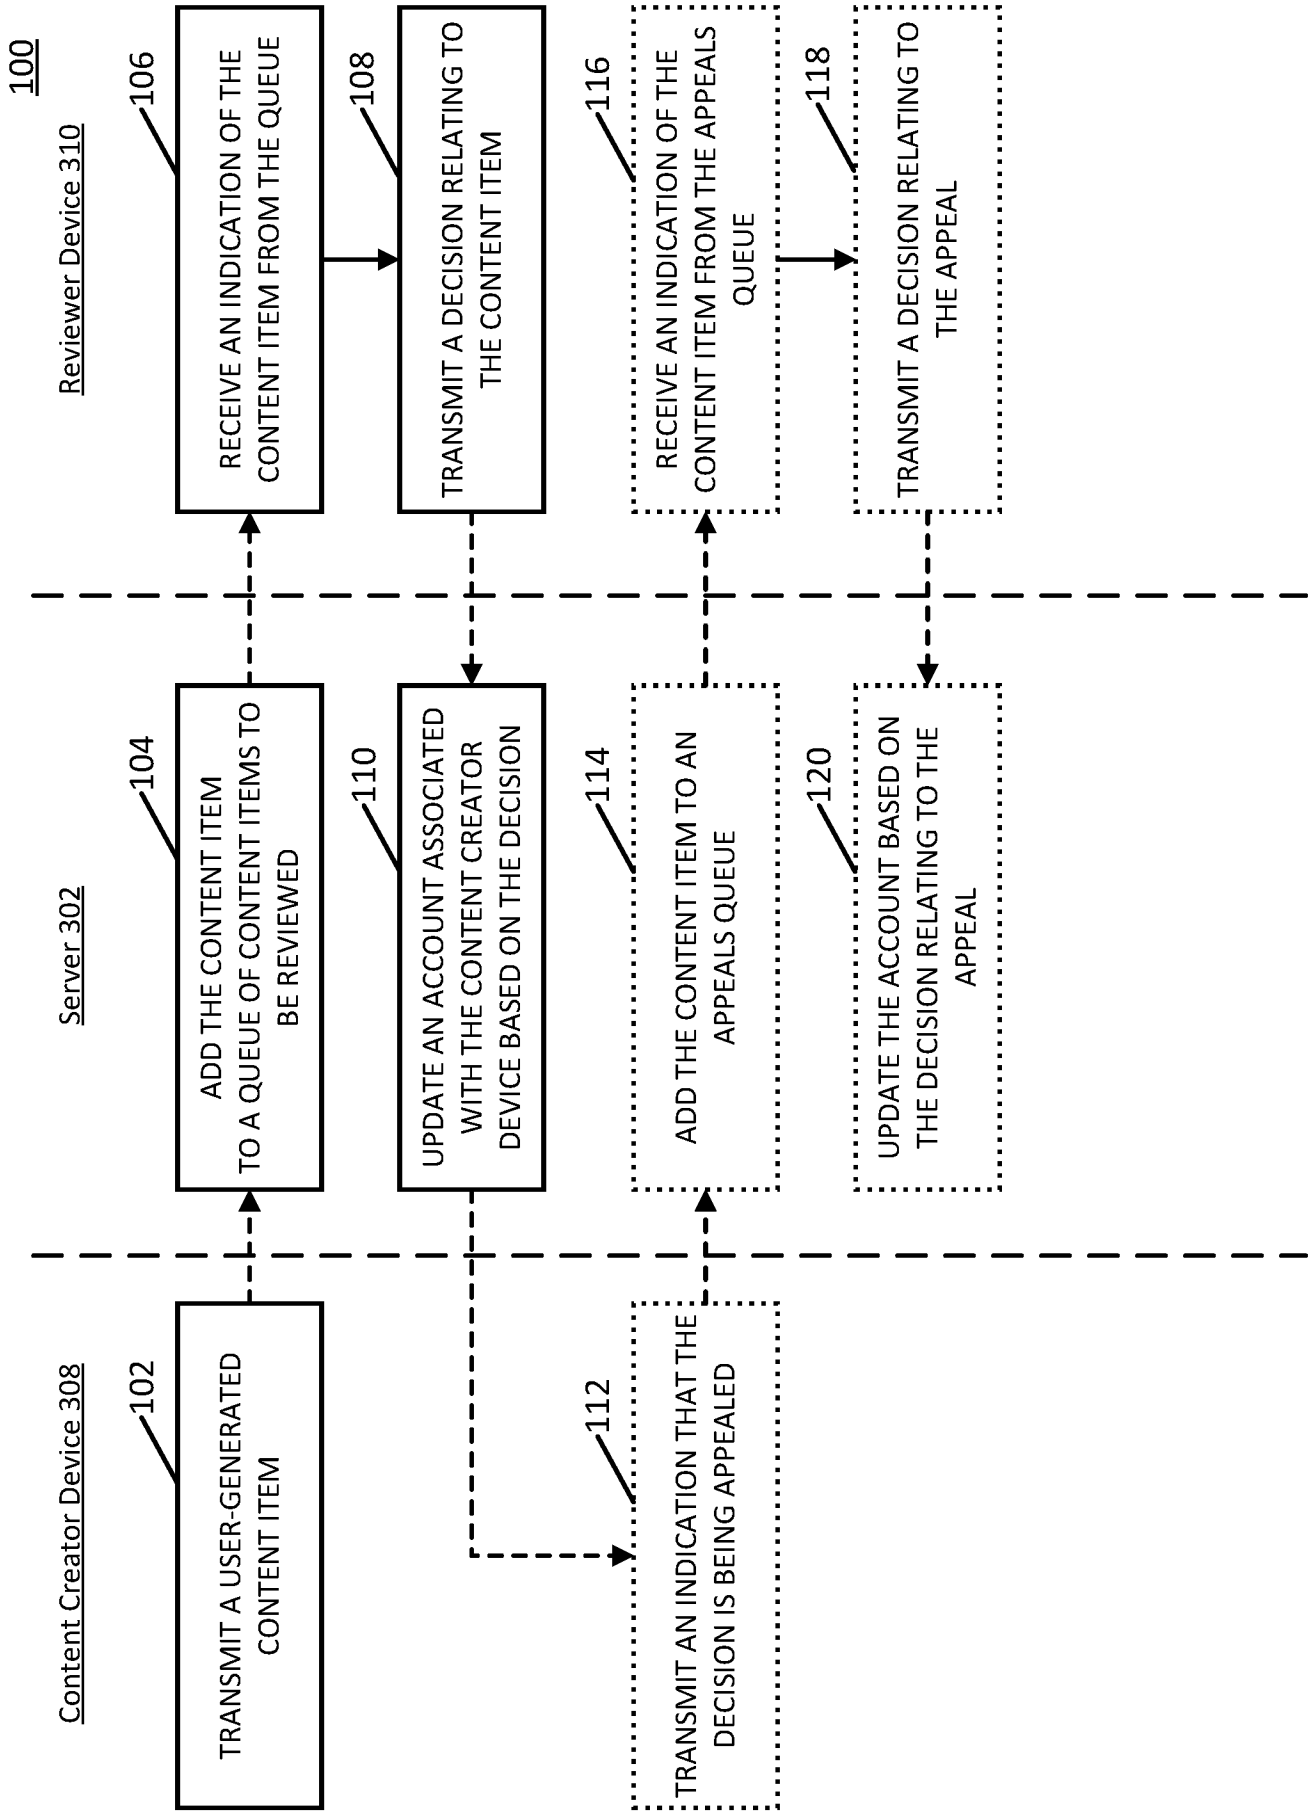 100
Content Creator Device 308
Server 302
Reviewer Device 310
102
TRANSMIT A USER-GENERATED
CONTENT ITEM
104
ADD THE CONTENT ITEM
TO A QUEUE OF CONTENT ITEMS TO
BE REVIEWED
106
RECEIVE AN INDICATION OF THE
CONTENT ITEM FROM THE QUEUE
108
TRANSMIT A DECISION RELATING TO
THE CONTENT ITEM
110
UPDATE AN ACCOUNT ASSOCIATED
WITH THE CONTENT CREATOR
DEVICE BASED ON THE DECISION
112
TRANSMIT AN INDICATION THAT THE
DECISION IS BEING APPEALED
114
ADD THE CONTENT ITEM TO AN
APPEALS QUEUE
116
RECEIVE AN INDICATION OF THE
CONTENT ITEM FROM THE APPEALS
QUEUE
118
TRANSMIT A DECISION RELATING TO
THE APPEAL
120
UPDATE THE ACCOUNT BASED ON
THE DECISION RELATING TO THE
APPEAL